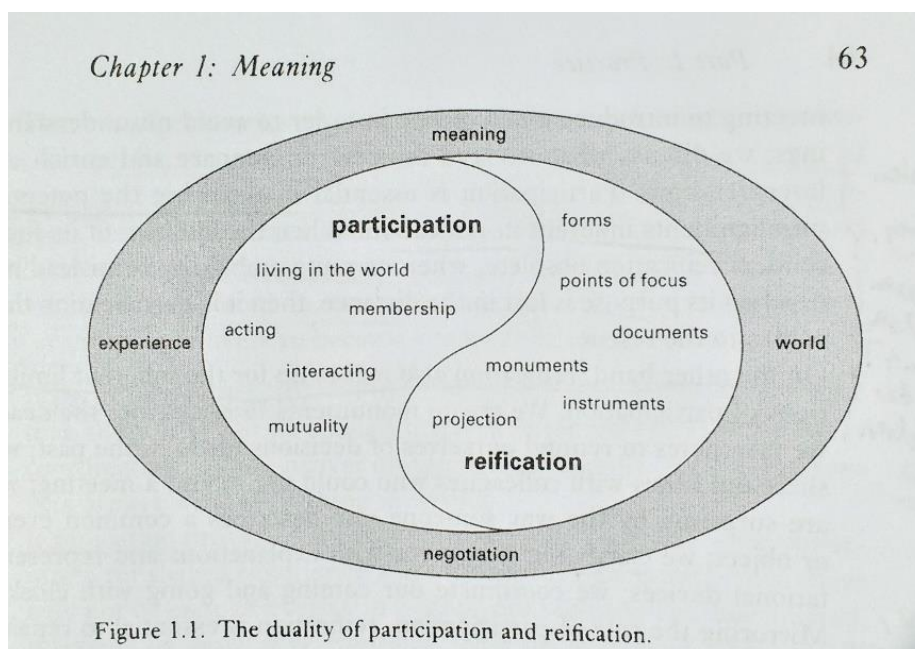 Chapter 1: Meaning 63
meaning
participation
forms
living in the world
points of focus
membership
acting
documents
experience
world
interacting
monuments
instruments
mutuality
projection
reification
negotiation
Figure 1.1. The duality of participation and reification.